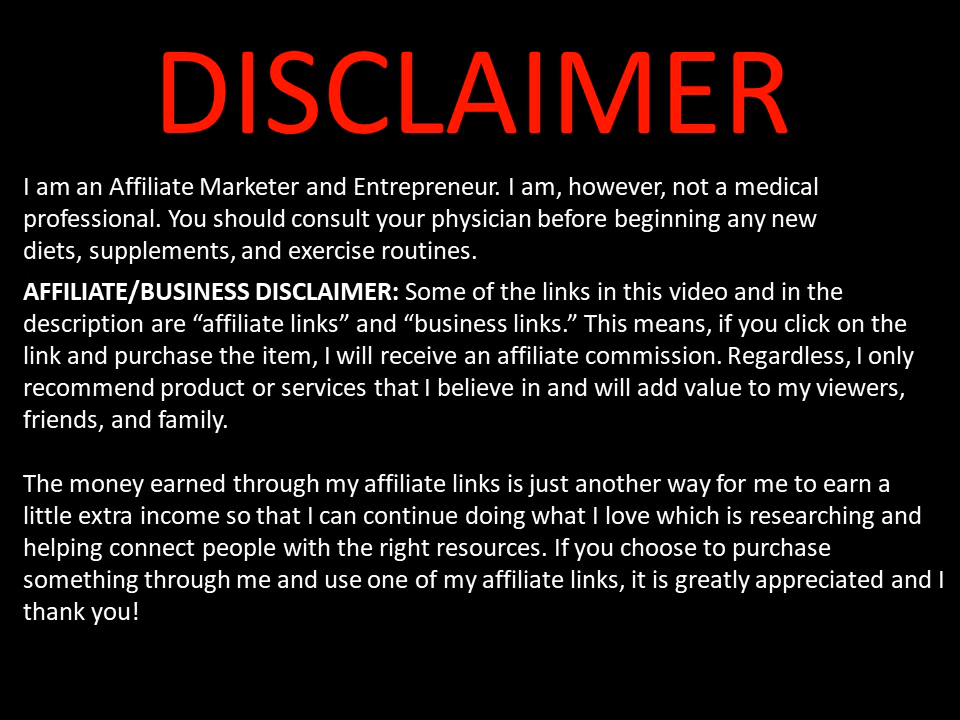 DISCLAIMER
I am an Affiliate Marketer and Entrepreneur. I am, however, not a medical
professional. You should consult your physician before beginning any new
diets, supplements, and exercise routines.
AFFILIATE/BUSINESS DISCLAIMER: Some of the links in this video and in the
description are “affiliate links” and “business links.” This means, if you click on the
link and purchase the item, I will receive an affiliate commission. Regardless, I only
recommend product or services that I believe in and will add value to my viewers,
friends, and family.
The money earned through my affiliate links is just another way for me to earn a
little extra income so that I can continue doing what I love which is researching and
helping connect people with the right resources. If you choose to purchase
something through me and use one of my affiliate links, it is greatly appreciated and I
thank you!